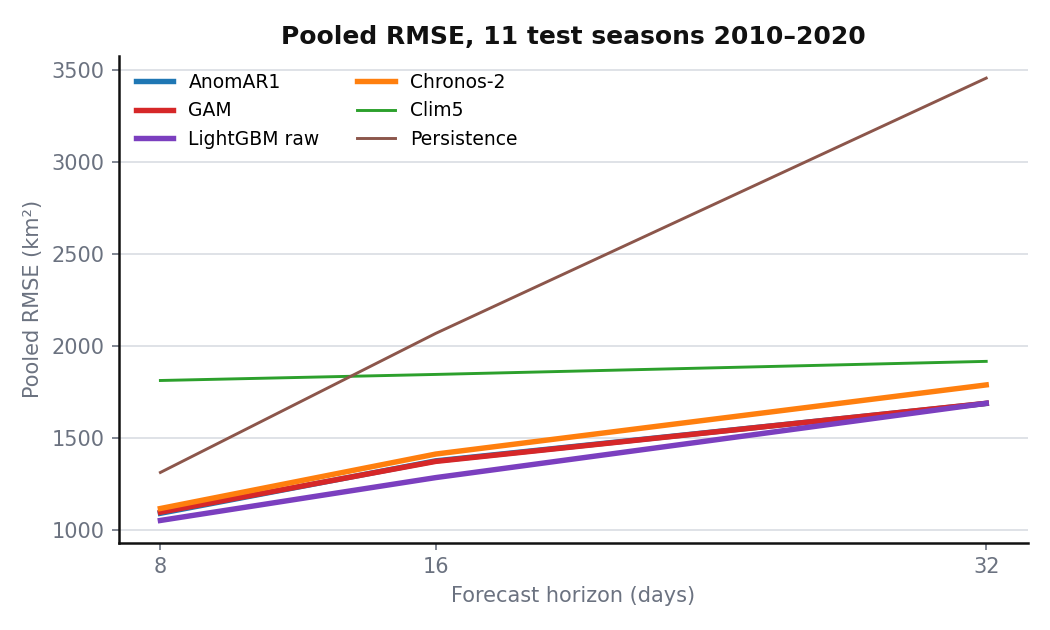 Pooled RMSE, 11 test seasons 2010–2020
AnomAR1
GAM
LightGBM raw
Chronos-2
Clim5
Persistence
Pooled RMSE (km²)
3500
3000
2500
2000
1500
1000
8 16 32
Forecast horizon (days)